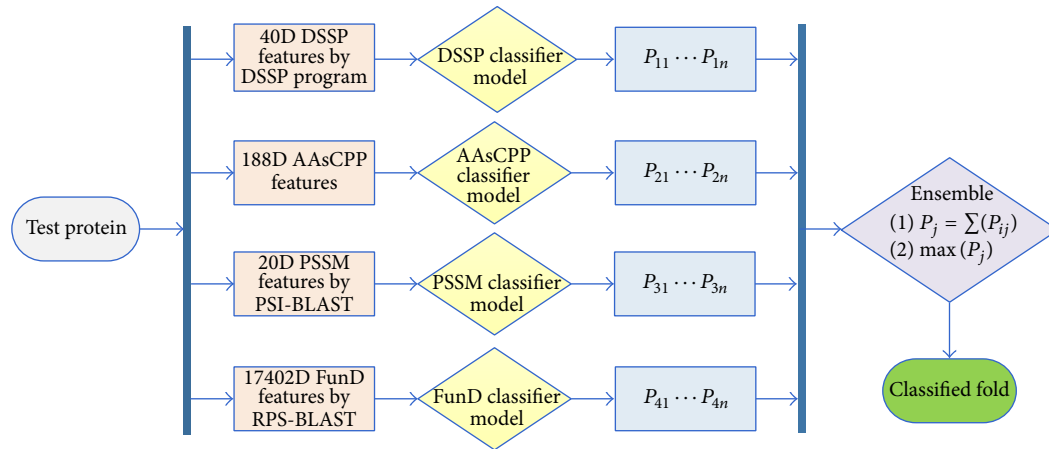 Test protein
40D DSSP
features by
DSSP program
DSSP classifier
model
P₁₁ ⋯ P₁ₙ
188D AAsCPP
features
AAsCPP
classifier
model
P₂₁ ⋯ P₂ₙ
20D PSSM
features by
PSI-BLAST
PSSM classifier
model
P₃₁ ⋯ P₃ₙ
17402D FunD
features by
RPS-BLAST
FunD classifier
model
P₄₁ ⋯ P₄ₙ
Ensemble
(1) Pⱼ = ∑(Pᵢⱼ)
(2) max (Pⱼ)
Classified fold